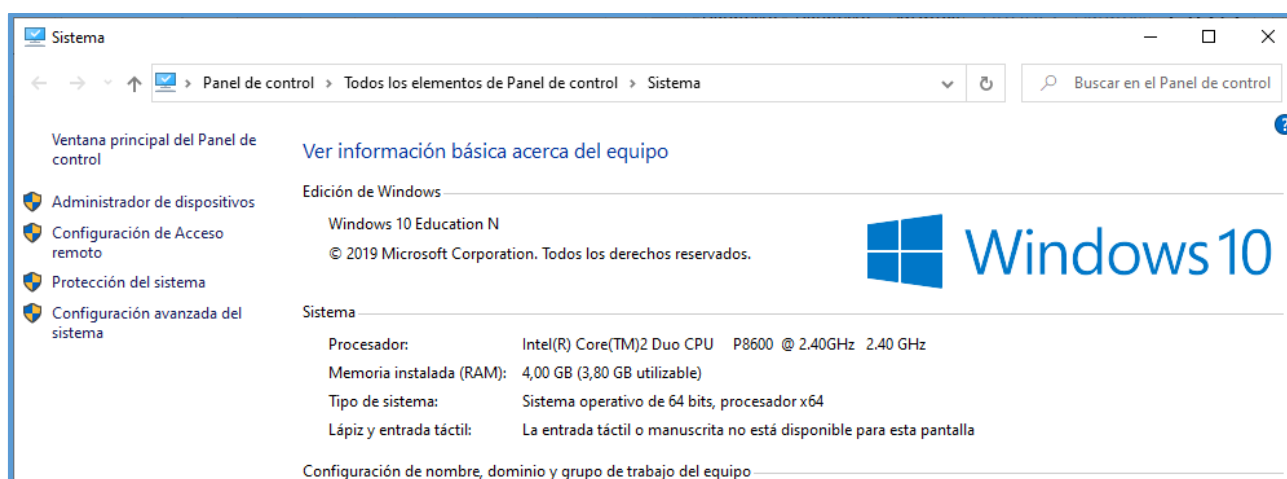 Sistema
Panel de control > Todos los elementos de Panel de control > Sistema
Buscar en el Panel de control
Ventana principal del Panel de
control
Administrador de dispositivos
Configuración de Acceso
remoto
Protección del sistema
Configuración avanzada del
sistema
Ver información básica acerca del equipo
Edición de Windows
Windows 10 Education N
© 2019 Microsoft Corporation. Todos los derechos reservados.
Windows 10
Sistema
Procesador: Intel(R) Core(TM)2 Duo CPU P8600 @ 2.40GHz 2.40 GHz
Memoria instalada (RAM): 4,00 GB (3,80 GB utilizable)
Tipo de sistema: Sistema operativo de 64 bits, procesador x64
Lápiz y entrada táctil: La entrada táctil o manuscrita no está disponible para esta pantalla
Configuración de nombre, dominio y grupo de trabajo del equipo